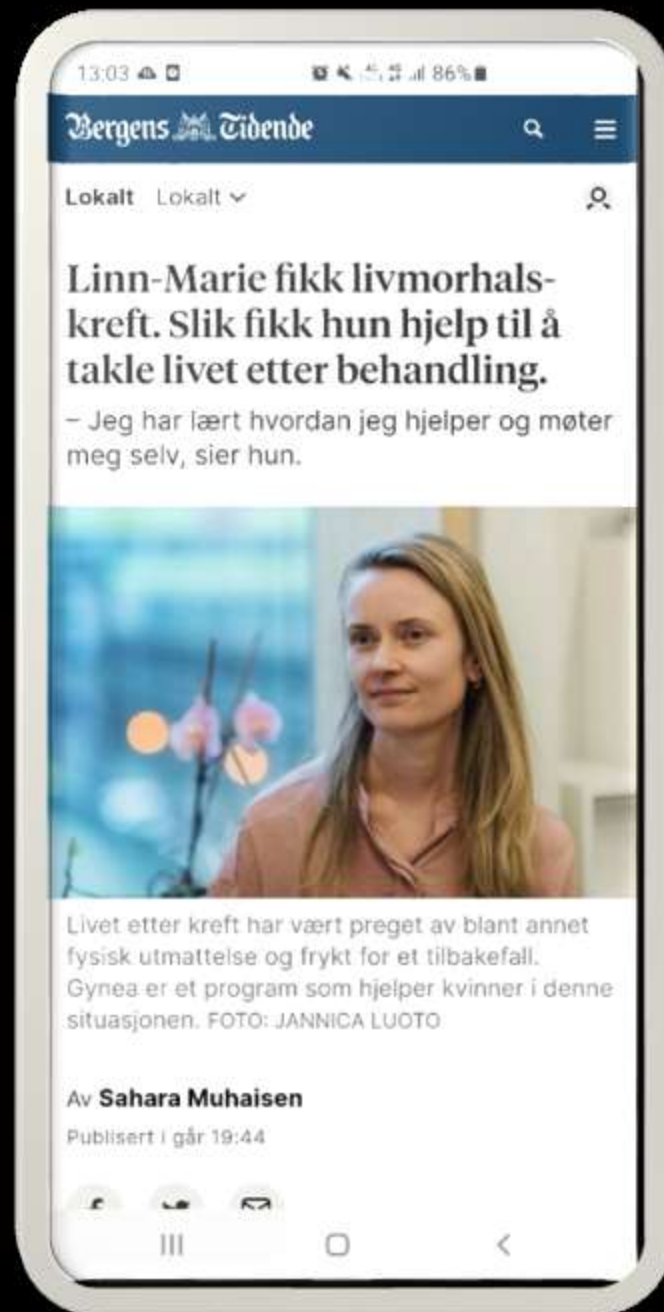 13:03
86%
Bergens Tidende
Lokalt Lokalt
Linn-Marie fikk livmorhals-
kreft. Slik fikk hun hjelp til å
takle livet etter behandling.
– Jeg har lært hvordan jeg hjelper og møter
meg selv, sier hun.
Livet etter kreft har vært preget av blant annet
fysisk utmattelse og frykt for et tilbakefall.
Gynea er et program som hjelper kvinner i denne
situasjonen. FOTO: JANNICA LUOTO
Av Sahara Muhaisen
Publisert i går 19:44